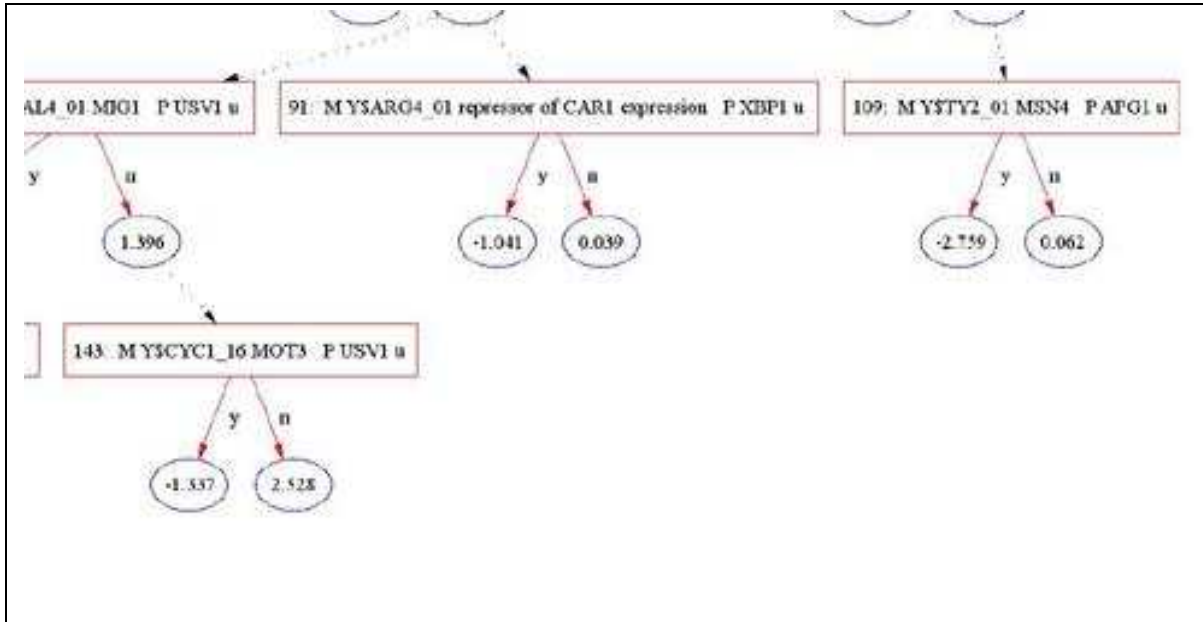 AL4_01 MIG1 P USV1 u
91: M Y$ARG4_01 repressor of CAR1 expression P XBP1 u
109: M Y$TY2_01 MSN4 P APG1 u
y n
y n
y n
1.396
-1.041 0.039
-2.759 0.062
143: M Y$CYC1_16 MOT3 P USV1 u
y n
-1.337 2.528